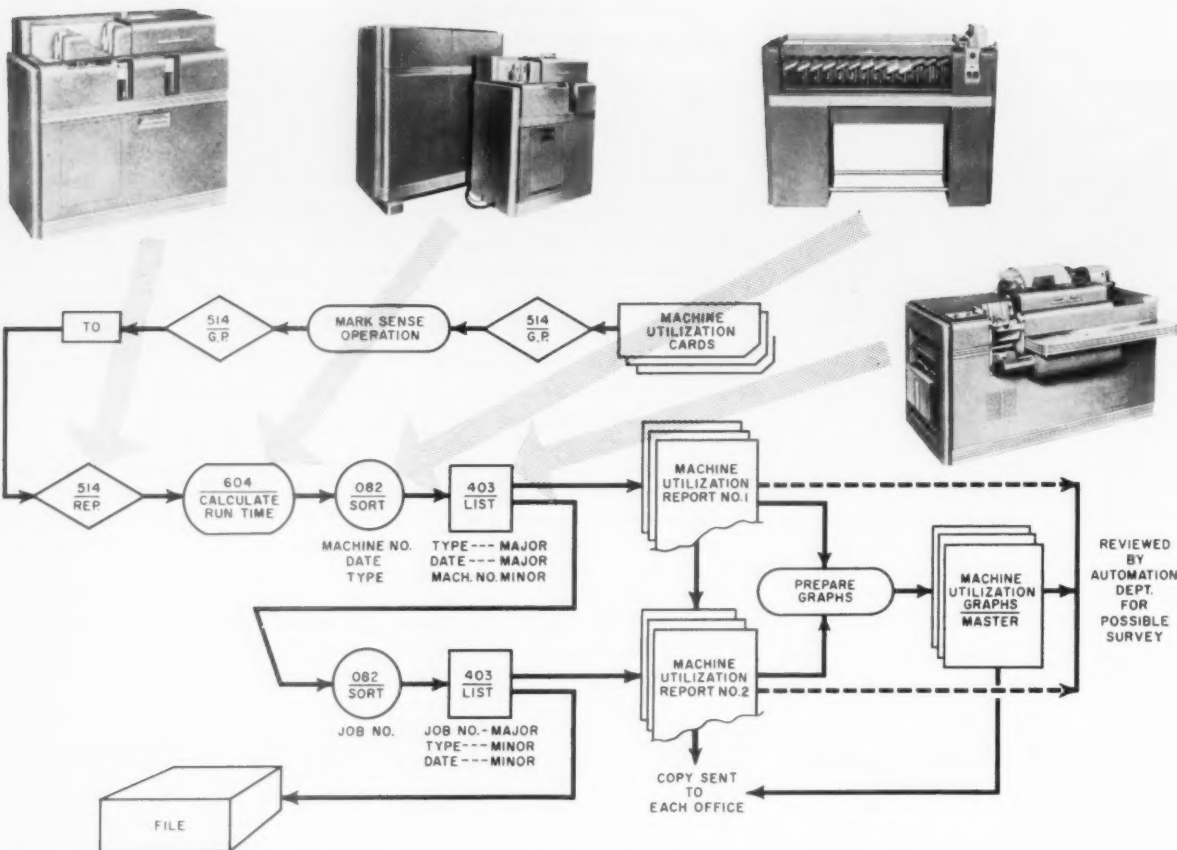 TO
514
G.P.
MARK SENSE
OPERATION
514
G.P.
MACHINE
UTILIZATION
CARDS
514
REP.
604
CALCULATE
RUN TIME
082
SORT
403
LIST
MACHINE NO.
DATE
TYPE
TYPE --- MAJOR
DATE --- MAJOR
MACH. NO. MINOR
MACHINE
UTILIZATION
REPORT NO.1
PREPARE
GRAPHS
MACHINE
UTILIZATION
GRAPHS
MASTER
REVIEWED
BY
AUTOMATION
DEPT.
FOR
POSSIBLE
SURVEY
082
SORT
403
LIST
JOB NO.
JOB NO.- MAJOR
TYPE --- MINOR
DATE --- MINOR
MACHINE
UTILIZATION
REPORT NO.2
COPY SENT
TO
EACH OFFICE
FILE